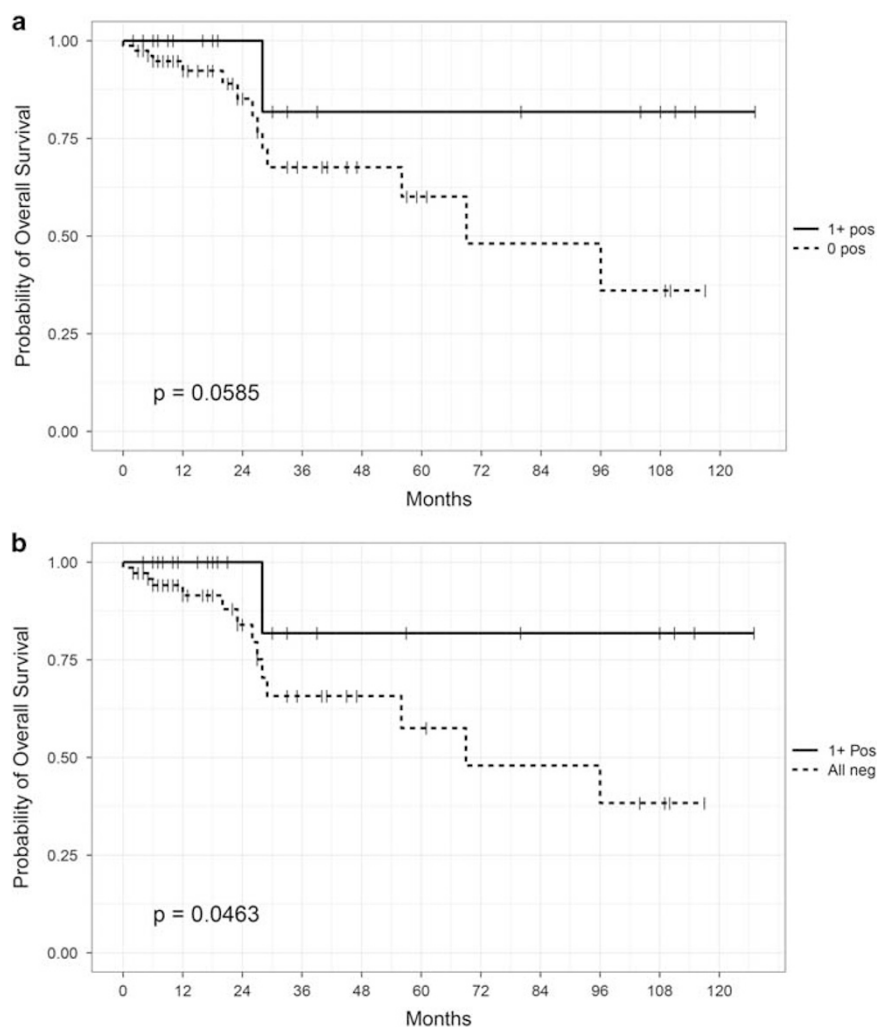 a
Probability of Overall Survival
1.00
0.75
0.50
0.25
0.00
p = 0.0585
1+ pos
0 pos
0 12 24 36 48 60 72 84 96 108 120
Months
b
Probability of Overall Survival
1.00
0.75
0.50
0.25
0.00
p = 0.0463
1+ Pos
All neg
0 12 24 36 48 60 72 84 96 108 120
Months